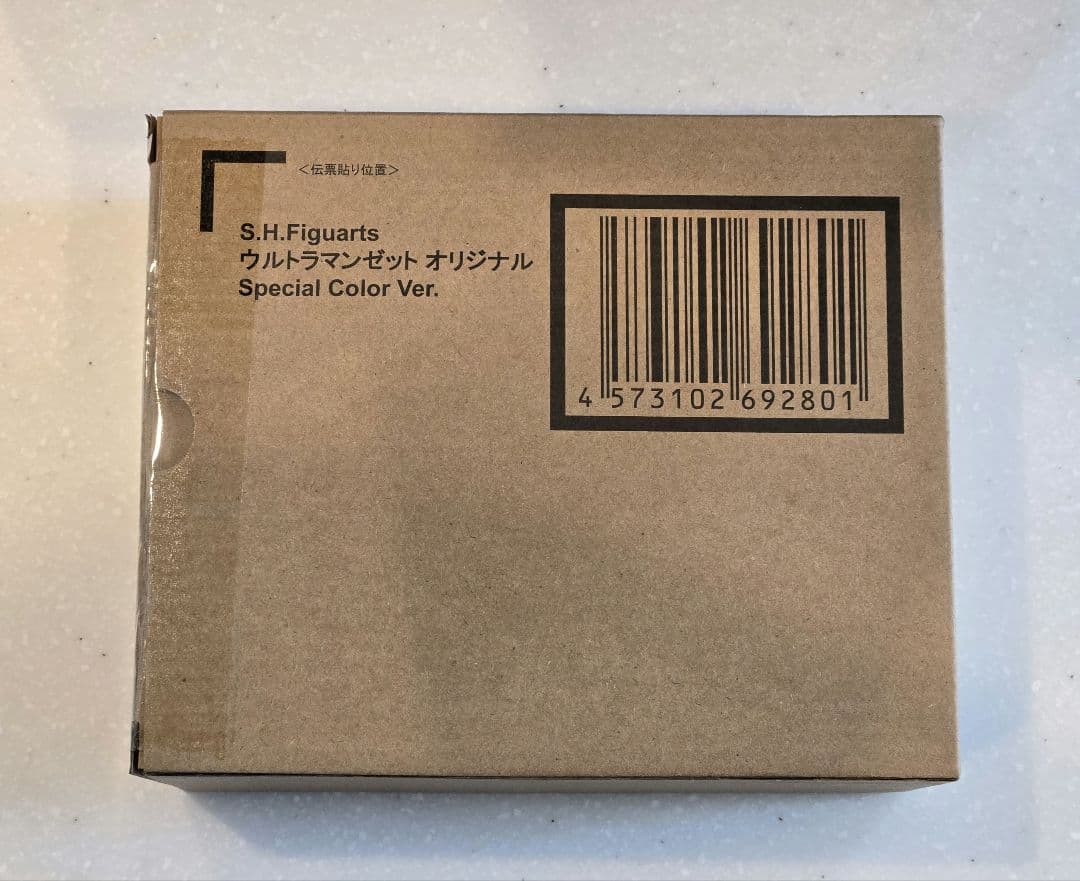 ＜伝票貼り位置＞
S.H.Figuarts
ウルトラマンゼット オリジナル
Special Color Ver.
4 573102 692801